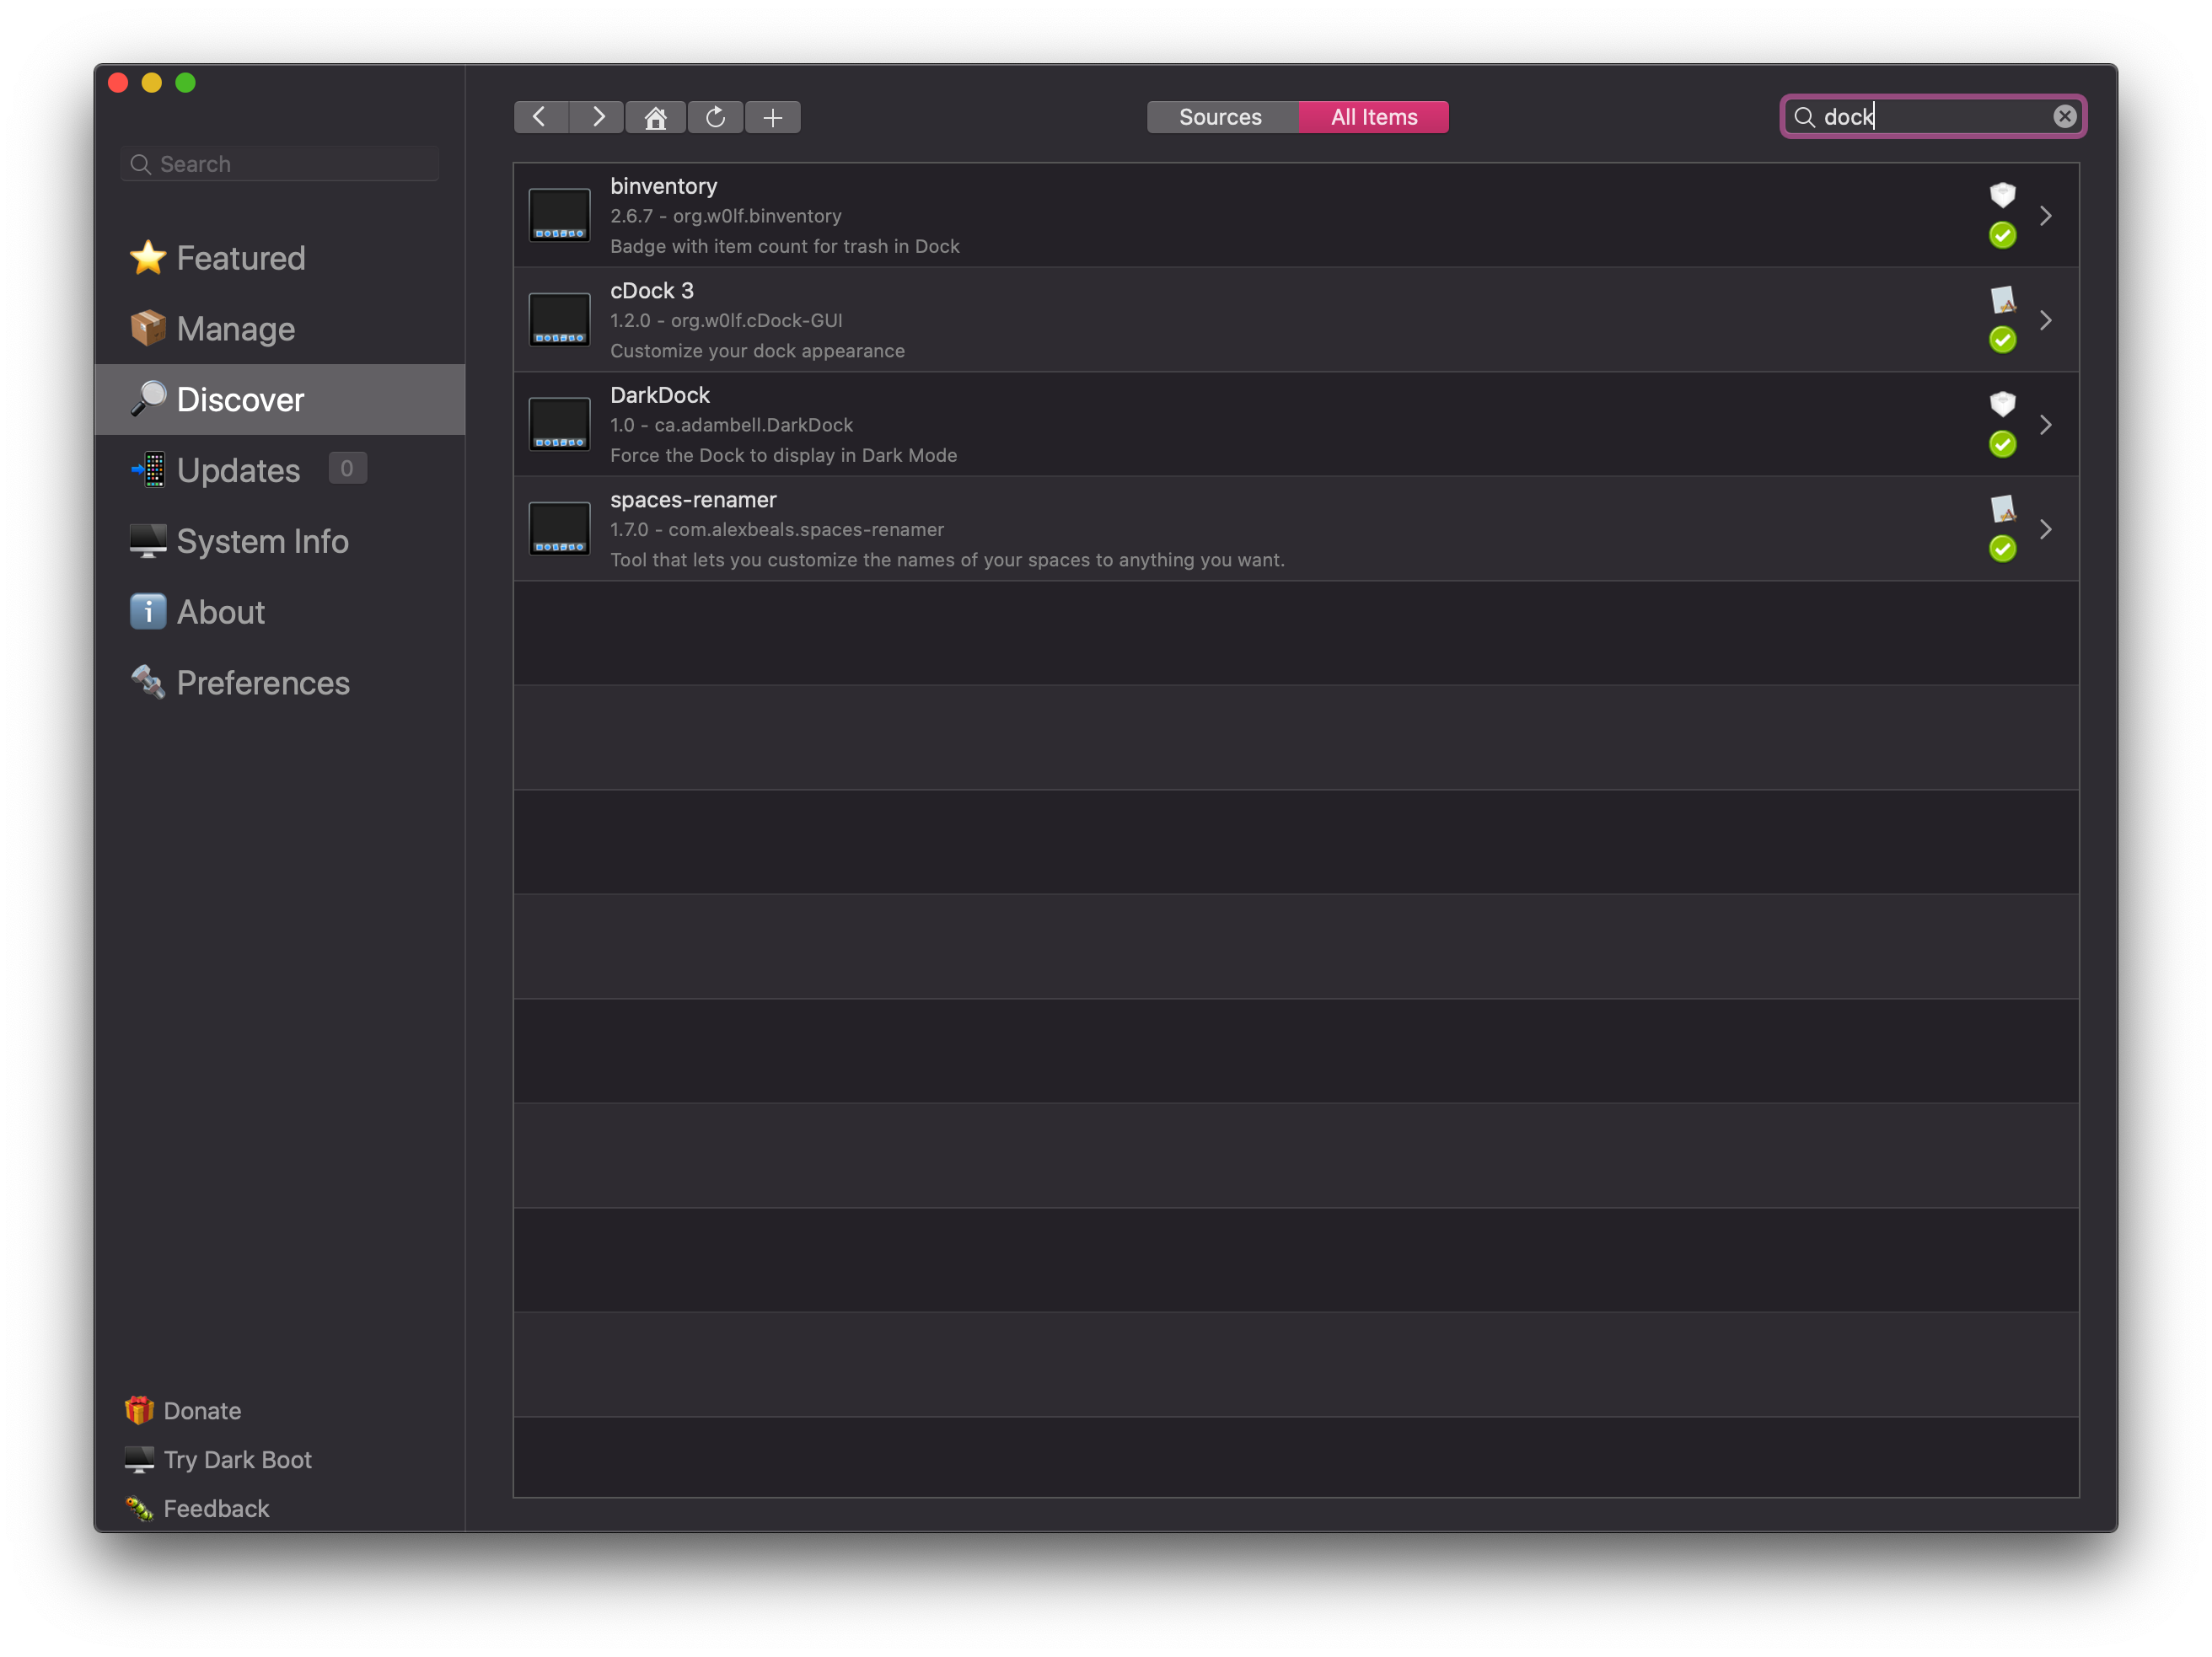 Search
Featured
Manage
Discover
Updates 0
System Info
About
Preferences
Donate
Try Dark Boot
Feedback
Sources All Items
dock
binventory
2.6.7 - org.w0lf.binventory
Badge with item count for trash in Dock
cDock 3
1.2.0 - org.w0lf.cDock-GUI
Customize your dock appearance
DarkDock
1.0 - ca.adambell.DarkDock
Force the Dock to display in Dark Mode
spaces-renamer
1.7.0 - com.alexbeals.spaces-renamer
Tool that lets you customize the names of your spaces to anything you want.